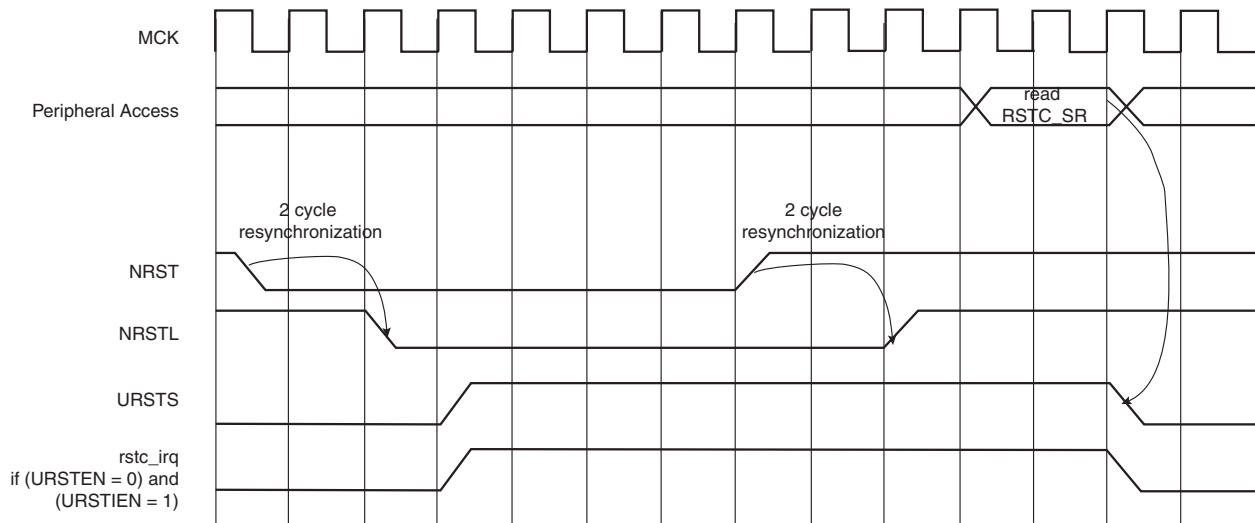 MCK
Peripheral Access
read
RSTC_SR
2 cycle
resynchronization
2 cycle
resynchronization
NRST
NRSTL
URSTS
rstc_irq
if (URSTEN = 0) and
(URSTIEN = 1)